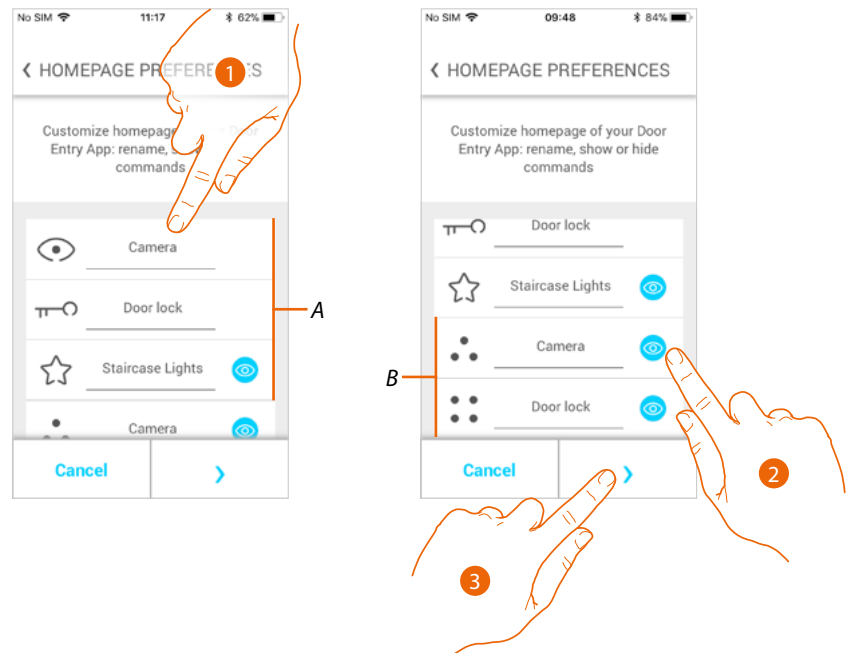 No SIM 11:17 62%
HOMEPAGE PREFERENCES
1
Customize homepage
Entry App: rename,
commands
Camera
Door lock
Staircase Lights
Camera
Cancel
A
No SIM 09:48 84%
HOMEPAGE PREFERENCES
Customize homepage of your Door
Entry App: rename, show or hide
commands
Door lock
Staircase Lights
Camera
Door lock
Cancel
B
2
3